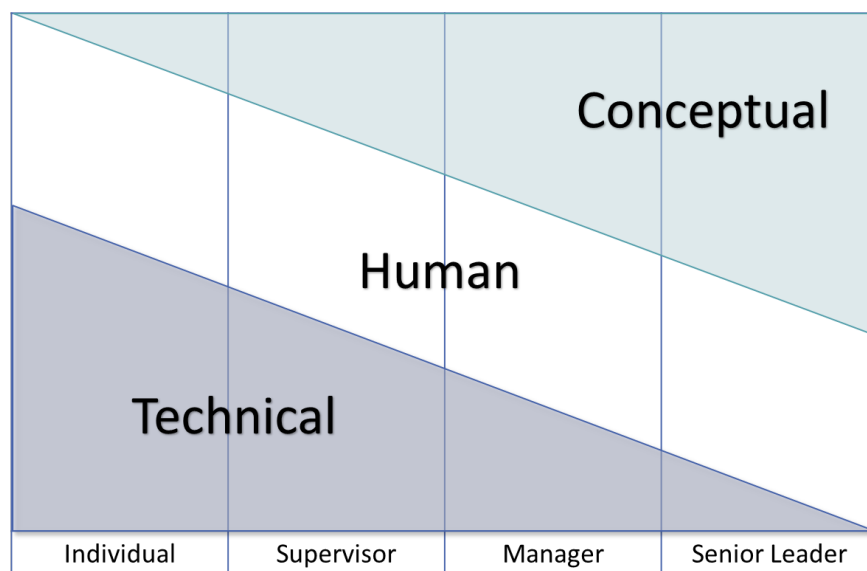 Conceptual
Human
Technical
Individual
Supervisor
Manager
Senior Leader